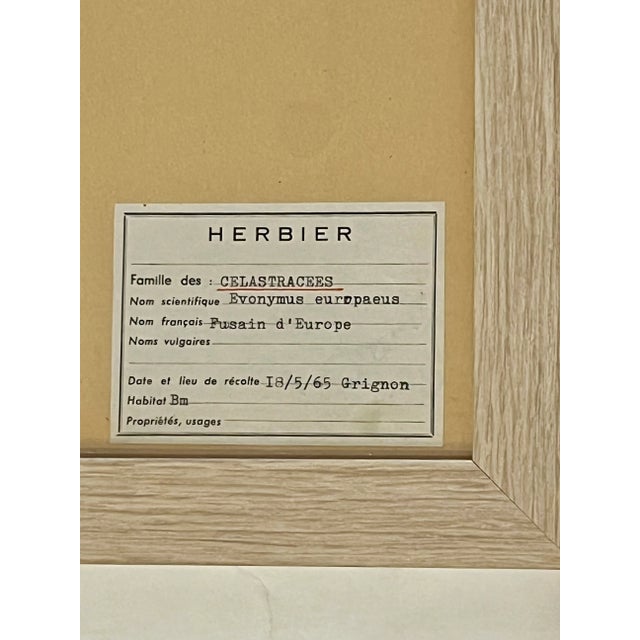 HERBIER
Famille des : CELASTRACEES
Nom scientifique Evonymus europaeus
Nom français Fusain d'Europe
Noms vulgaires
Date et lieu de récolte I8/5/65 Grignon
Habitat Bm
Propriétés, usages